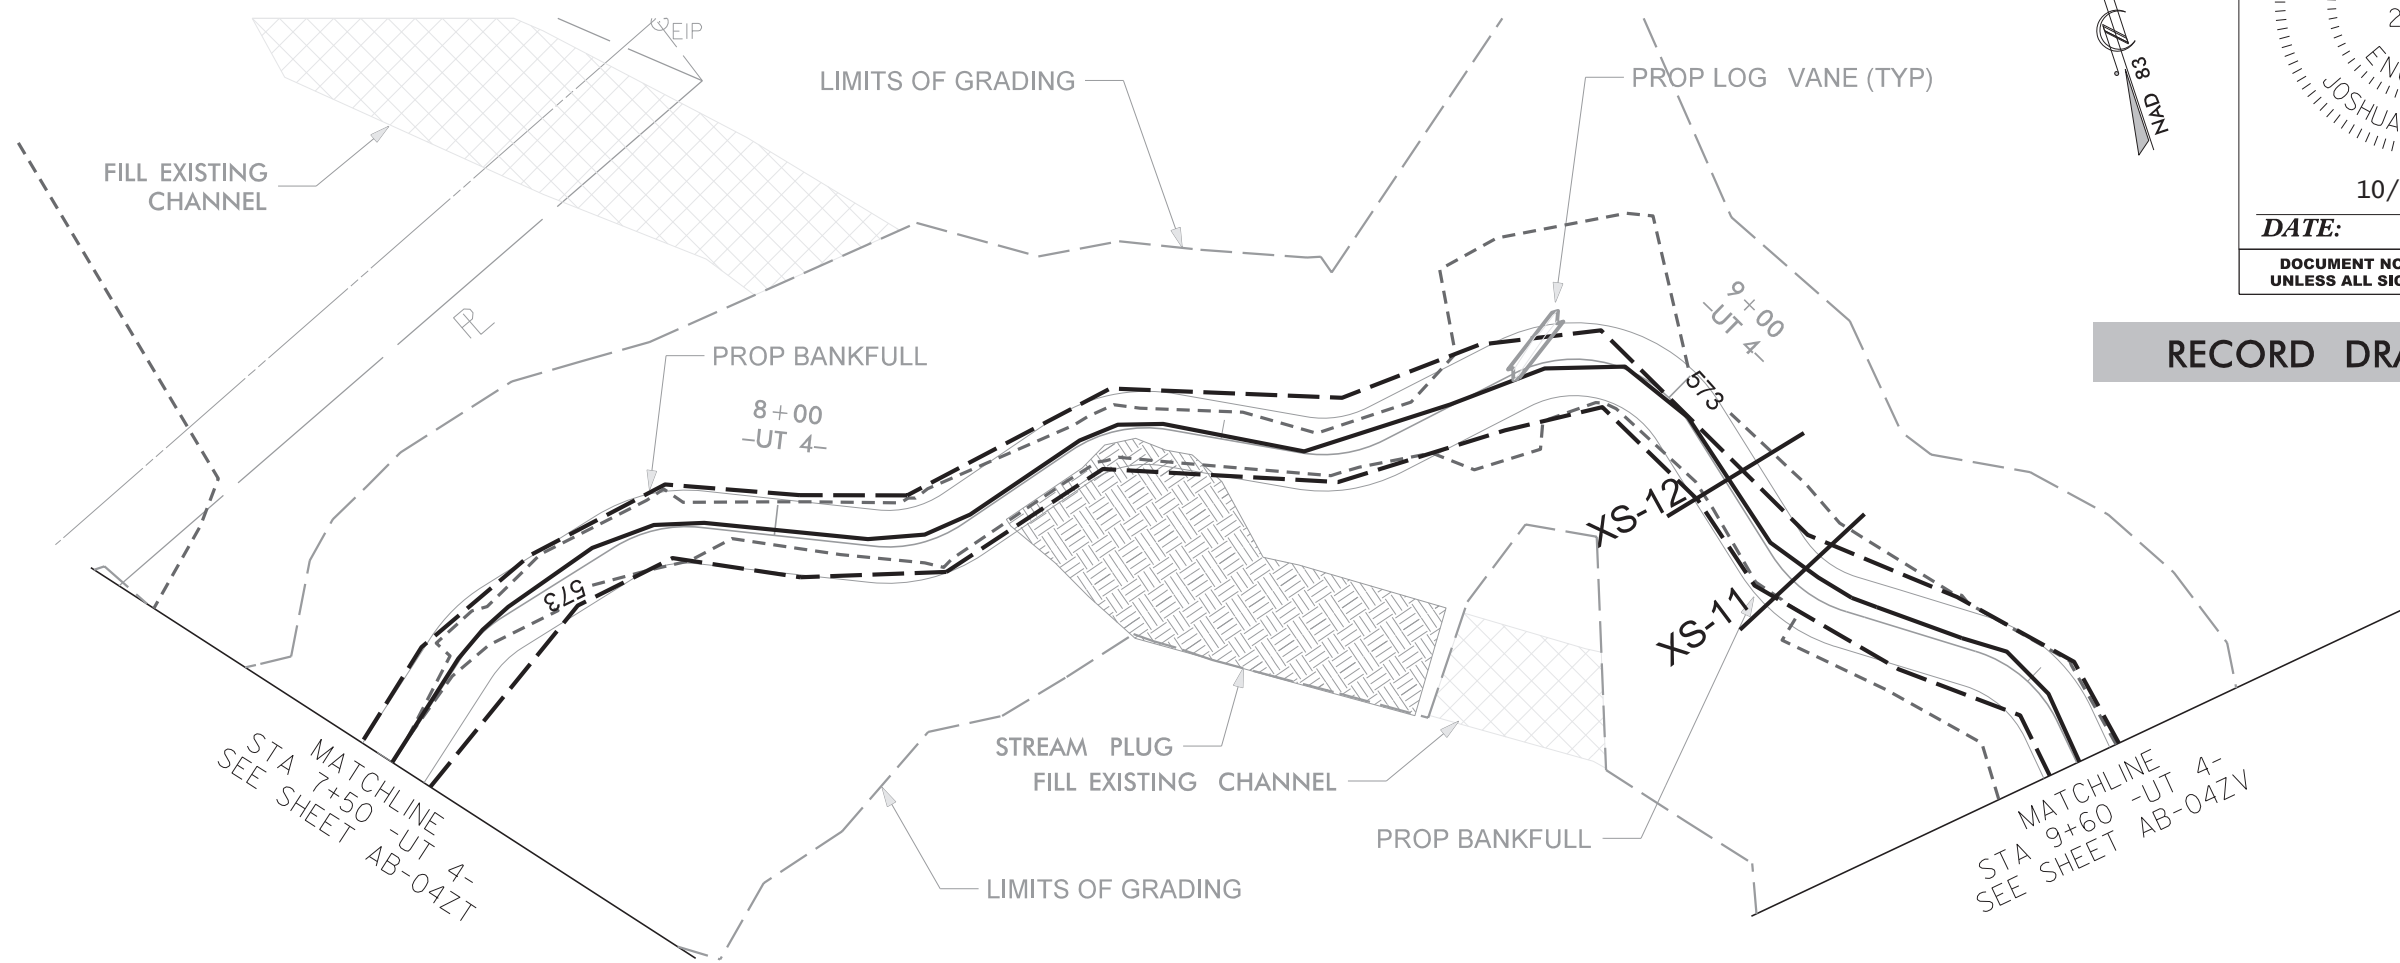 EIP
LIMITS OF GRADING
PROP LOG VANE (TYP)
NAD 83
FILL EXISTING
CHANNEL
10/
DATE:
PL
9+00
-UT 4-
RECORD
PROP BANKFULL
8+00
-UT 4-
573
573
XS-12
XS-11
STREAM PLUG
FILL EXISTING CHANNEL
PROP BANKFULL
LIMITS OF GRADING
MATCHLINE
STA 7+50 -UT 4-
SEE SHEET AB-04ZT
MATCHLINE
STA 9+60 -UT 4-
SEE SHEET AB-04ZV
DOCUMENT
UNLESS ALL
JOSHUA